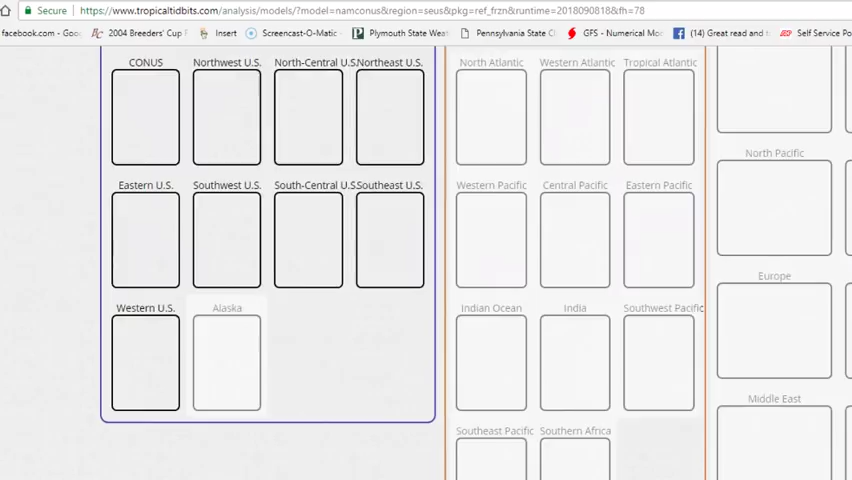 Secure https://www.tropicaltidbits.com/analysis/models/?model=namconus&region=seus&pkg=ref_frzn&runtime=2018090818&fh=78
facebook.com - Goo 2004 Breeders' Cup F Insert Screencast-O-Matic Plymouth State Weat Pennsylvania State C GFS - Numerical Mod (14) Great read and t Self Service Po
CONUS Northwest U.S. North-Central U.S. Northeast U.S.
Eastern U.S. Southwest U.S. South-Central U.S. Southeast U.S.
Western U.S. Alaska
North Atlantic Western Atlantic Tropical Atlantic
Western Pacific Central Pacific Eastern Pacific
Indian Ocean India Southwest Pacific
Southeast Pacific Southern Africa
North Pacific
Europe
Middle East